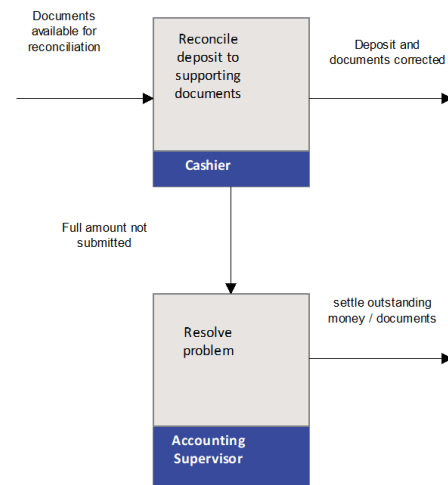 Documents
available for
reconciliation
Reconcile
deposit to
supporting
documents
Deposit and
documents corrected
Cashier
Full amount not
submitted
Resolve
problem
settle outstanding
money / documents
Accounting
Supervisor